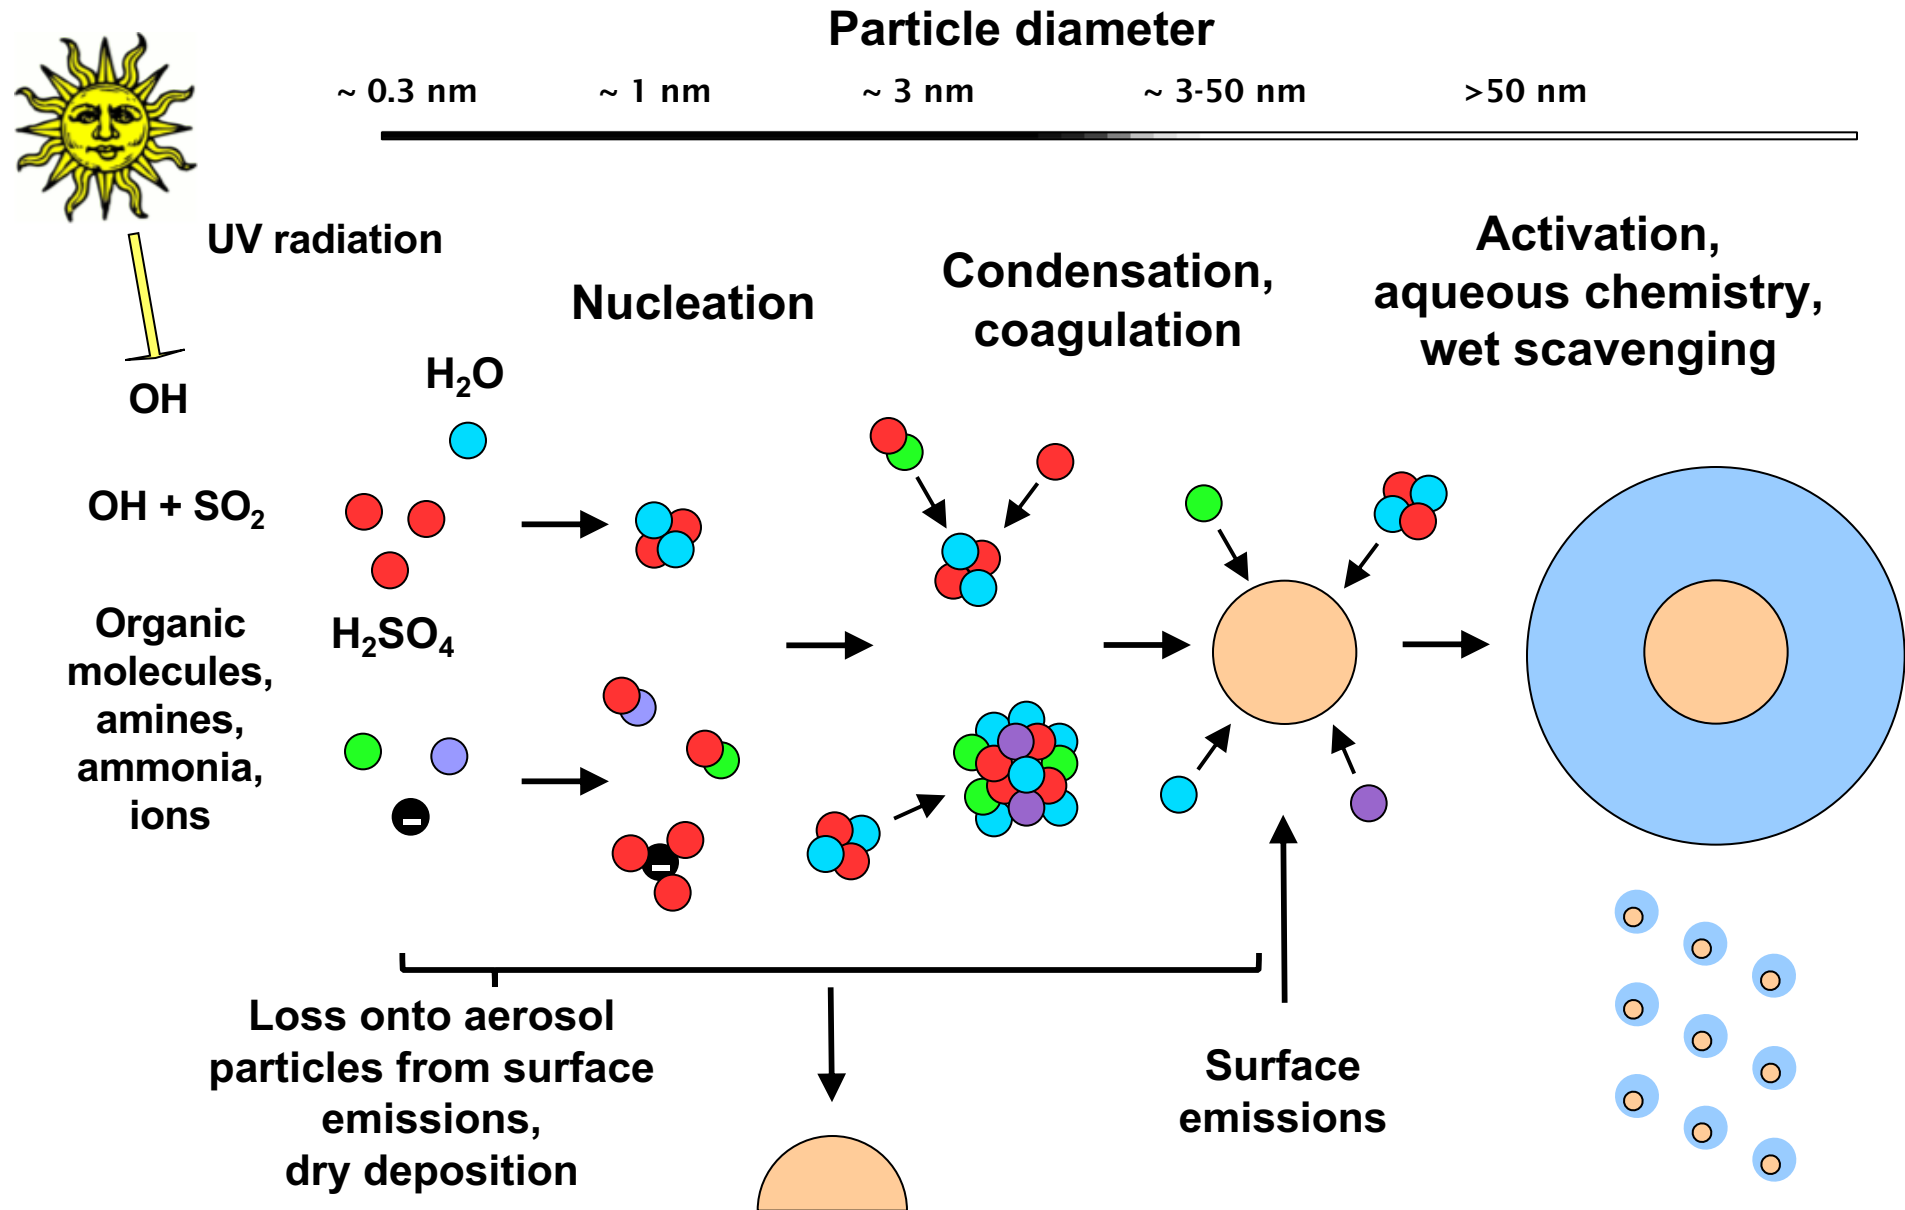 Particle diameter
~ 0.3 nm ~ 1 nm ~ 3 nm ~ 3-50 nm >50 nm
UV radiation
OH
OH + SO₂
Organic
molecules,
amines,
ammonia,
ions
H₂O
H₂SO₄
Nucleation
Condensation,
coagulation
Activation,
aqueous chemistry,
wet scavenging
Loss onto aerosol
particles from surface
emissions,
dry deposition
Surface
emissions